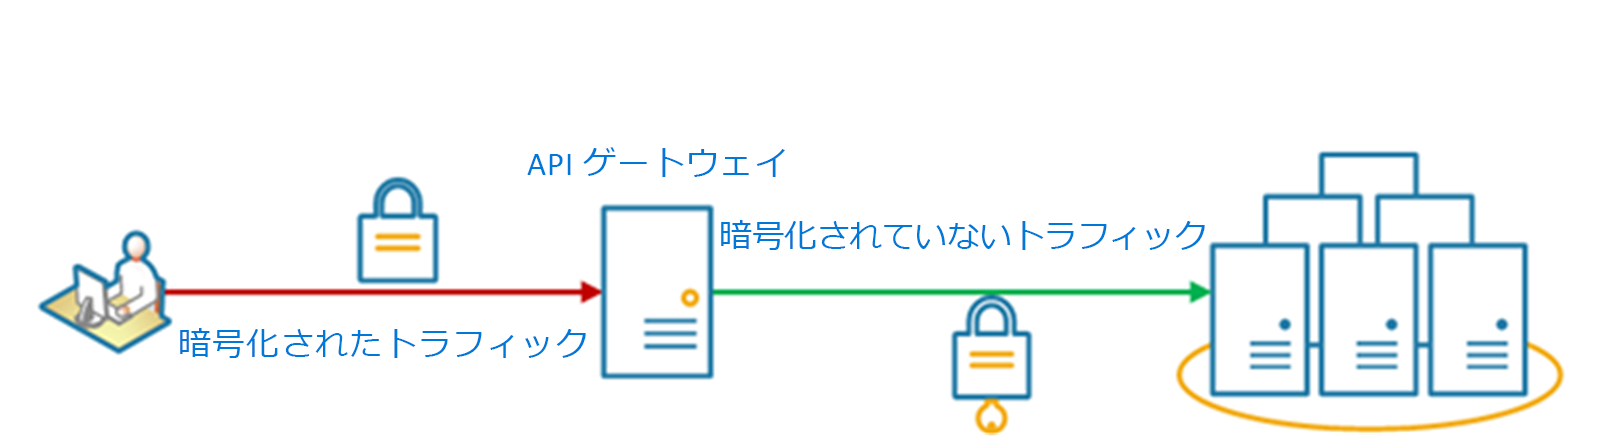 API ゲートウェイ
暗号化されていないトラフィック
暗号化されたトラフィック